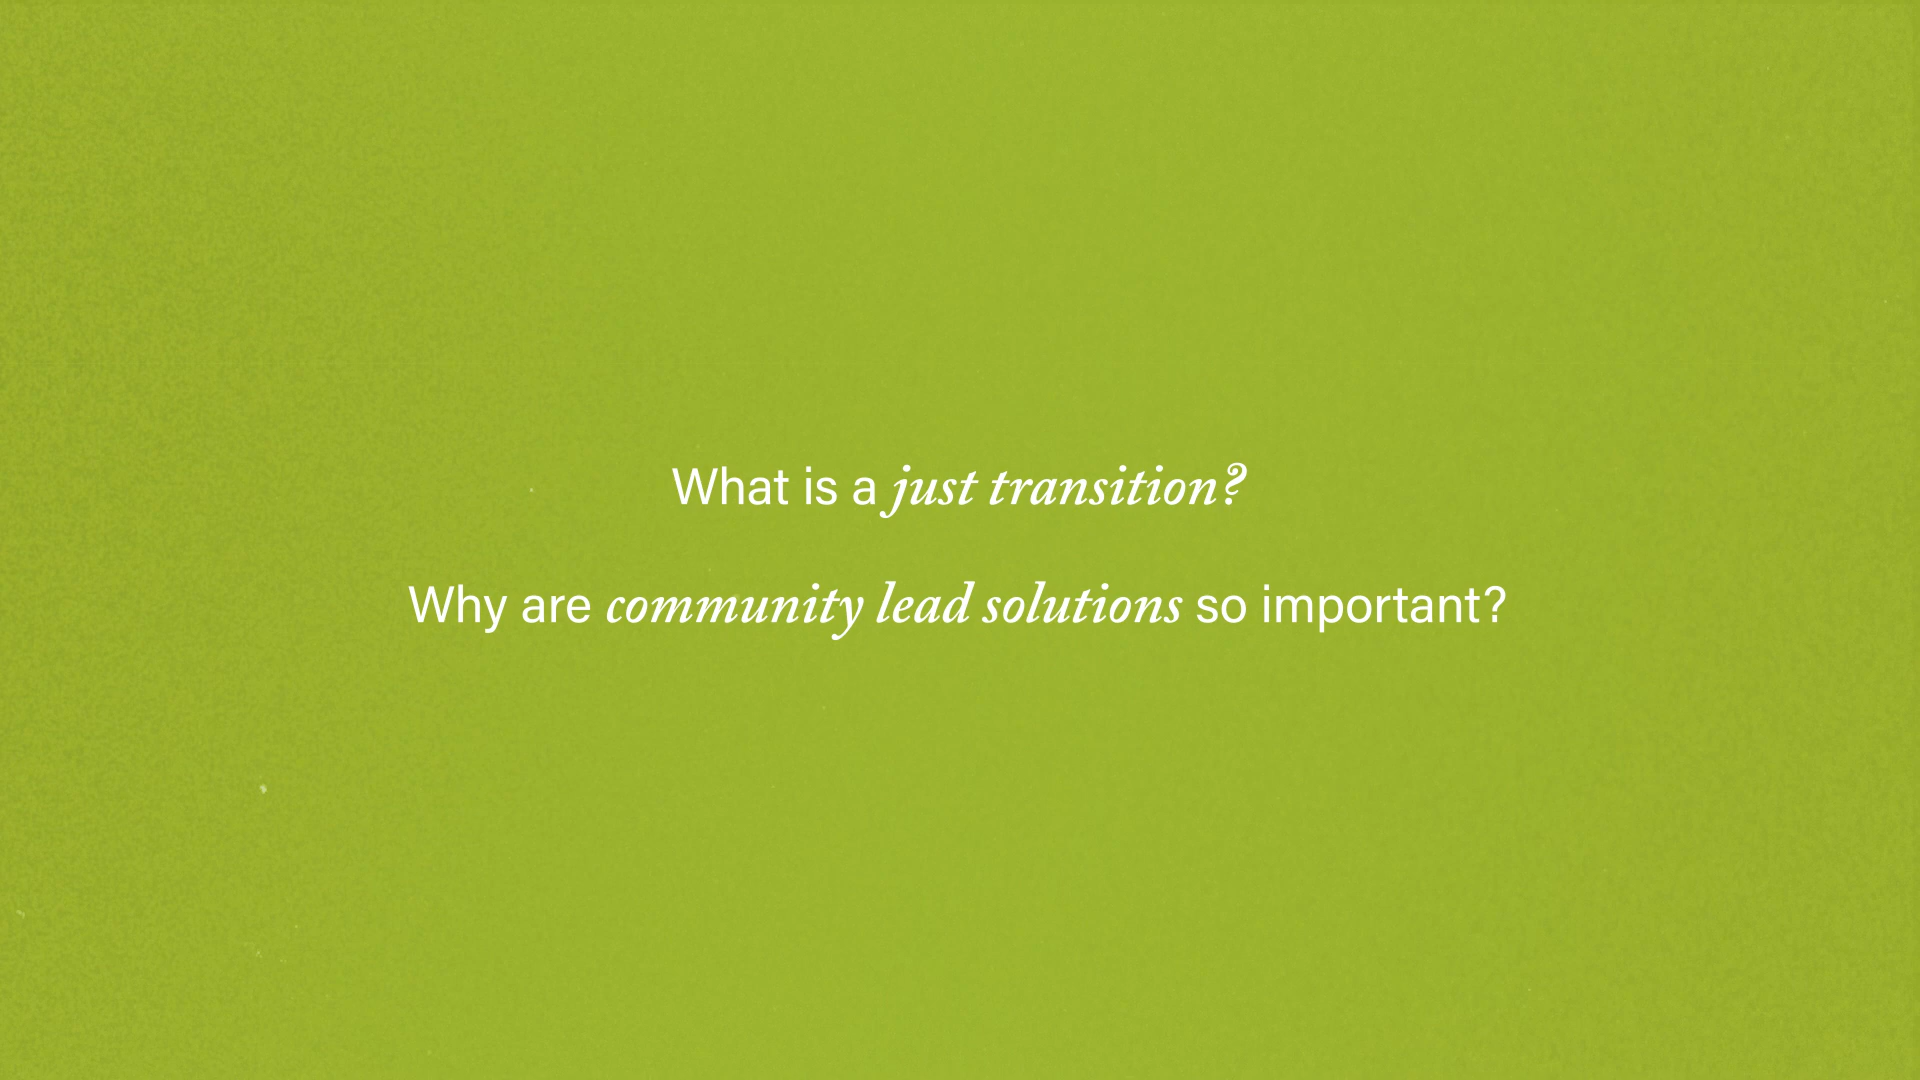 What is a just transition?
Why are community lead solutions so important?